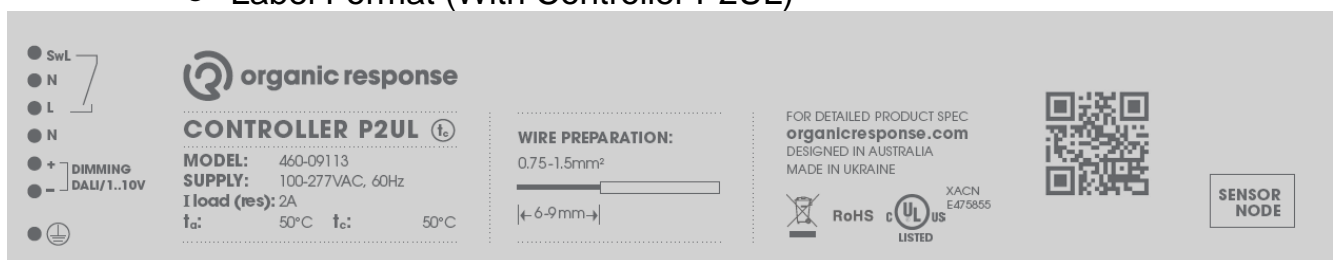 ● Label Format (With Controller P2UL)
SwL
N
L
N
+
-
DIMMING
DALI/1..10V
organic response
CONTROLLER P2UL tc
MODEL: 460-09113
SUPPLY: 100-277VAC, 60Hz
I load (res): 2A
ta: 50°C tc: 50°C
WIRE PREPARATION:
0.75-1.5mm²
6-9mm
FOR DETAILED PRODUCT SPEC
organicresponse.com
DESIGNED IN AUSTRALIA
MADE IN UKRAINE
RoHS
C UL US
LISTED
XACN
E475855
SENSOR
NODE